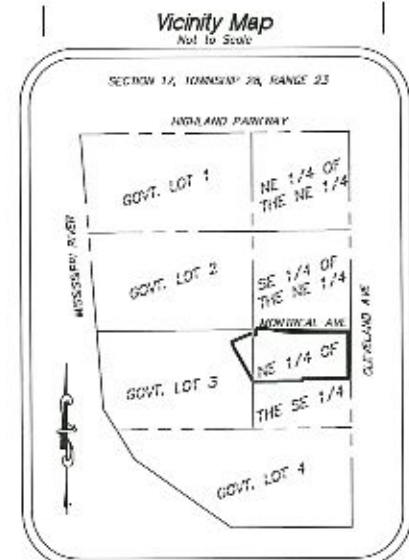 Vicinity Map
Not to Scale
SECTION 17, TOWNSHIP 28, RANGE 23
HIGHLAND PARKWAY
GOVT. LOT 1
NE 1/4 OF
THE NE 1/4
MISSISSIPPI RIVER
GOVT. LOT 2
SE 1/4 OF
THE NE 1/4
MONTREAL AVE
CLEVELAND AVE
GOVT. LOT 3
NE 1/4 OF
THE SE 1/4
GOVT. LOT 4